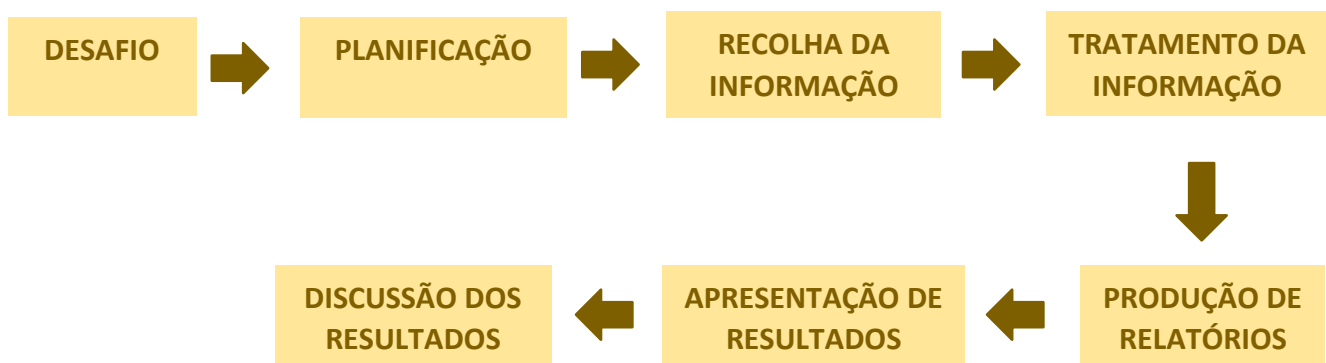 DESAFIO
PLANIFICAÇÃO
RECOLHA DA
INFORMAÇÃO
TRATAMENTO DA
INFORMAÇÃO
PRODUÇÃO DE
RELATÓRIOS
APRESENTAÇÃO DE
RESULTADOS
DISCUSSÃO DOS
RESULTADOS